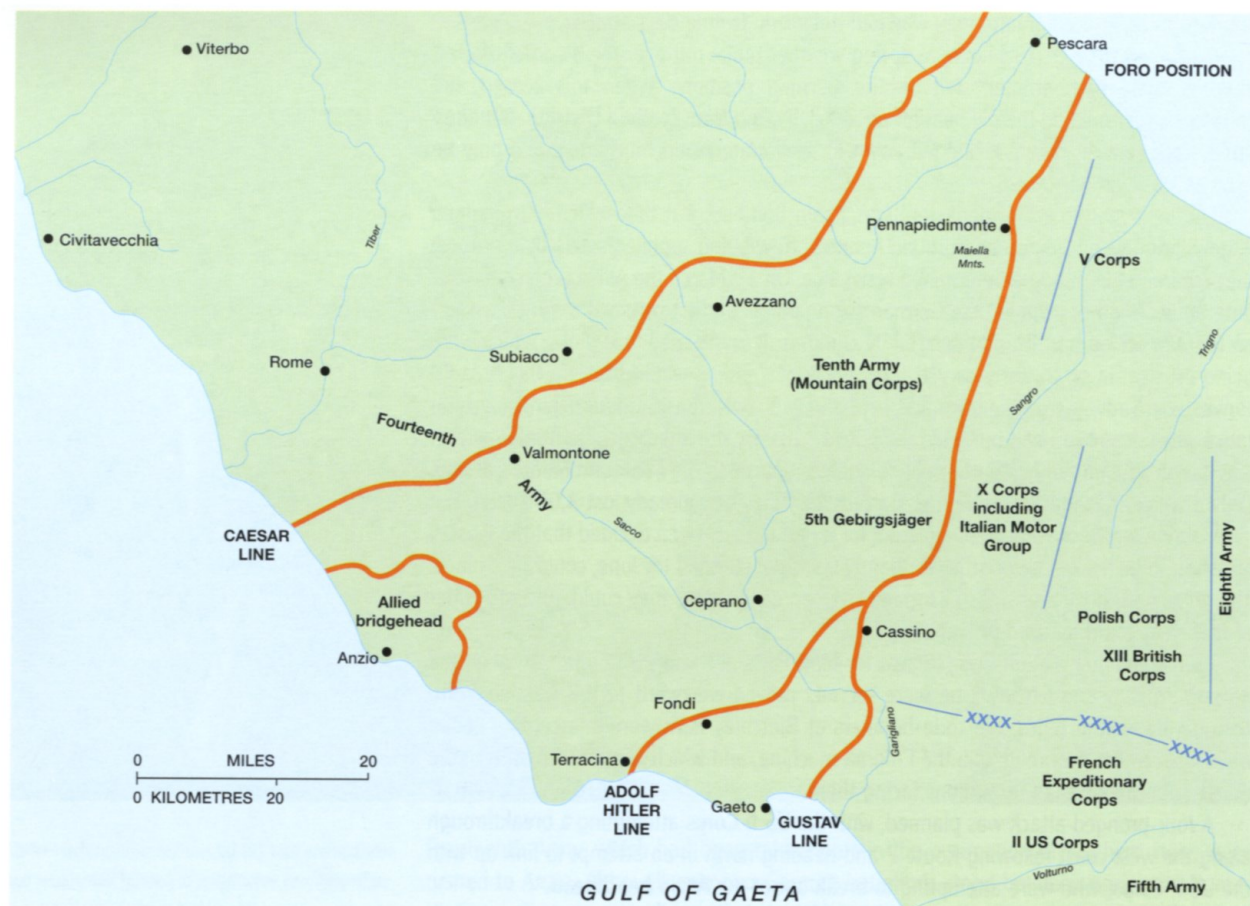 Viterbo
Pescara
FORO POSITION
Civitavecchia
Tiber
Pennapiedimonte
Maiella
Mnts.
V Corps
Avezzano
Trigno
Rome
Subiacco
Tenth Army
(Mountain Corps)
Sangro
Fourteenth
Army
Valmontone
Sacco
5th Gebirgsjäger
X Corps
including
Italian Motor
Group
CAESAR
LINE
Eighth Army
Allied
bridgehead
Anzio
Ceprano
Cassino
Polish Corps
XIII British
Corps
Fondi
Garigliano
XXXX
XXXX
XXXX
0 MILES 20
0 KILOMETRES 20
Terracina
ADOLF
HITLER
LINE
Gaeto
GUSTAV
LINE
French
Expeditionary
Corps
II US Corps
Volturno
Fifth Army
GULF OF GAETA